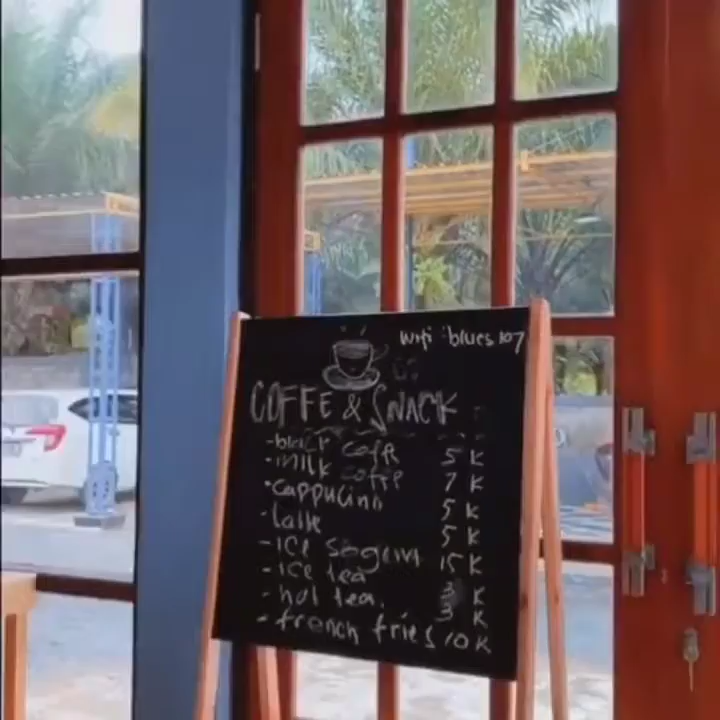 wifi :blues 107
COFFE & SNACK
-black coffe 5 K
-milk coffe 7 K
-cappucino 5 K
-latte 5 K
-ice 15 K
-ice tea 3 K
-hot tea. 3 K
-french fries 10 K